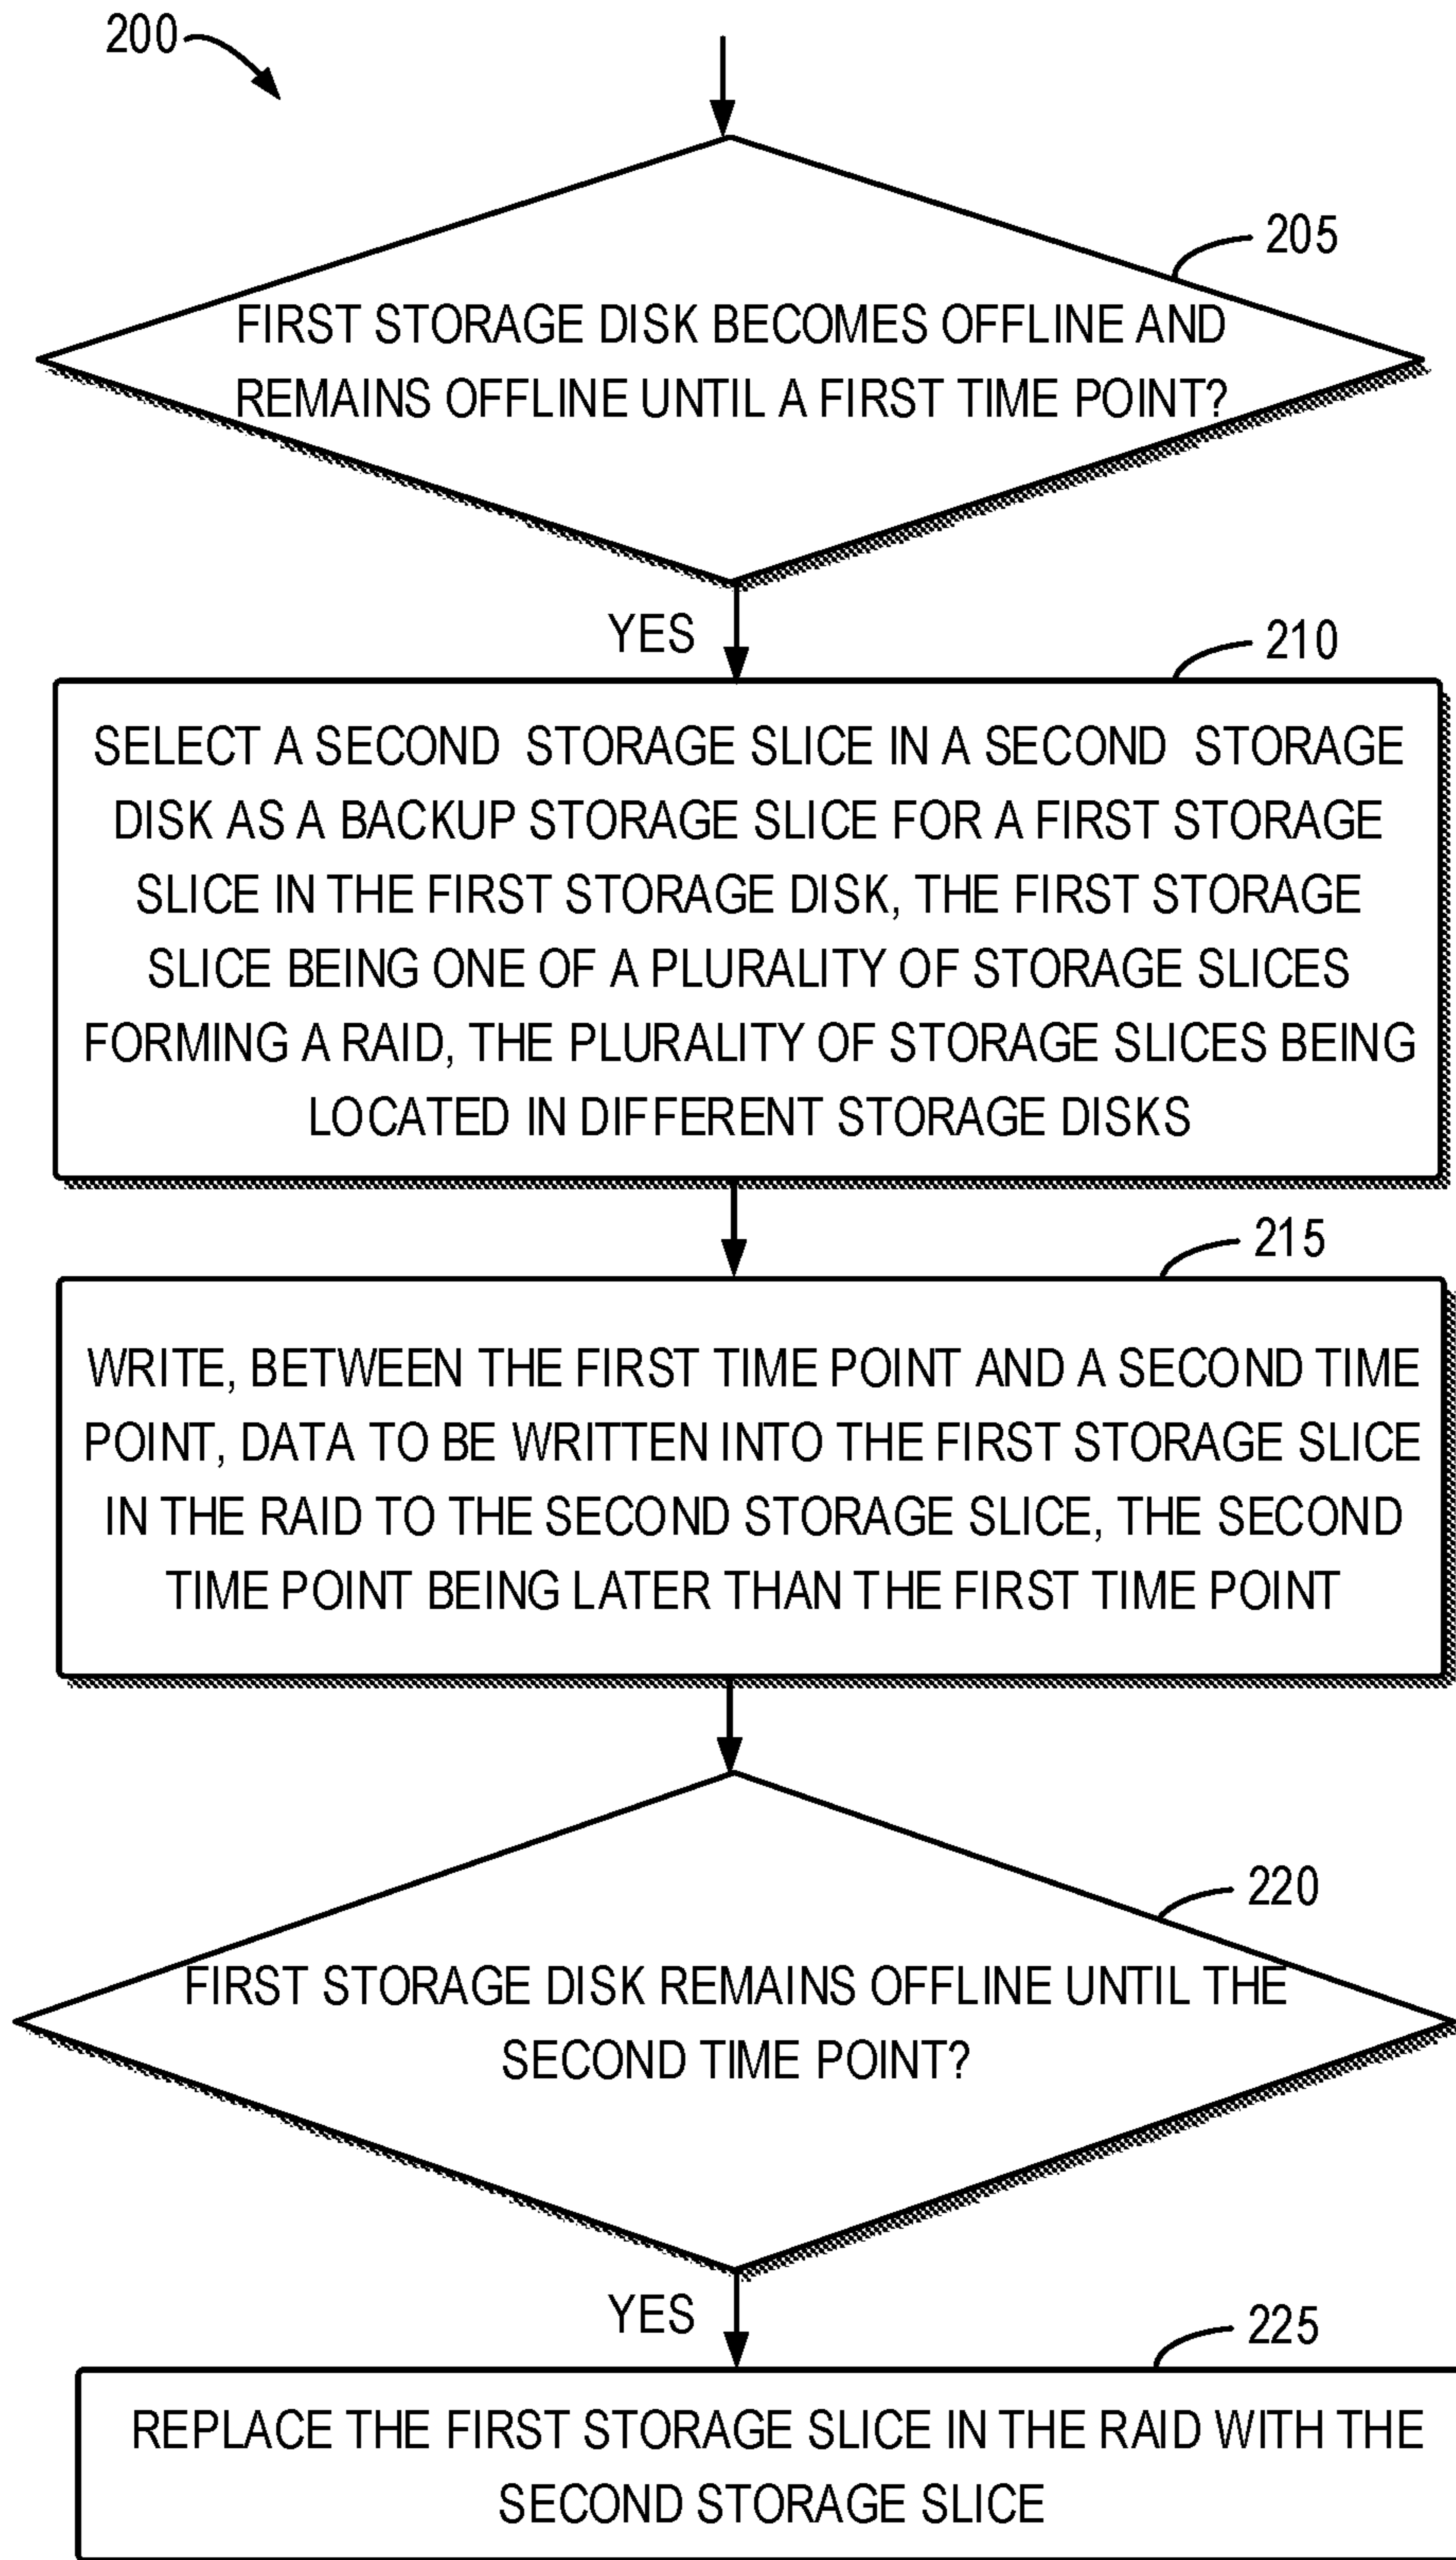 200
205
FIRST STORAGE DISK BECOMES OFFLINE AND
REMAINS OFFLINE UNTIL A FIRST TIME POINT?
YES
210
SELECT A SECOND STORAGE SLICE IN A SECOND STORAGE
DISK AS A BACKUP STORAGE SLICE FOR A FIRST STORAGE
SLICE IN THE FIRST STORAGE DISK, THE FIRST STORAGE
SLICE BEING ONE OF A PLURALITY OF STORAGE SLICES
FORMING A RAID, THE PLURALITY OF STORAGE SLICES BEING
LOCATED IN DIFFERENT STORAGE DISKS
215
WRITE, BETWEEN THE FIRST TIME POINT AND A SECOND TIME
POINT, DATA TO BE WRITTEN INTO THE FIRST STORAGE SLICE
IN THE RAID TO THE SECOND STORAGE SLICE, THE SECOND
TIME POINT BEING LATER THAN THE FIRST TIME POINT
220
FIRST STORAGE DISK REMAINS OFFLINE UNTIL THE
SECOND TIME POINT?
YES
225
REPLACE THE FIRST STORAGE SLICE IN THE RAID WITH THE
SECOND STORAGE SLICE